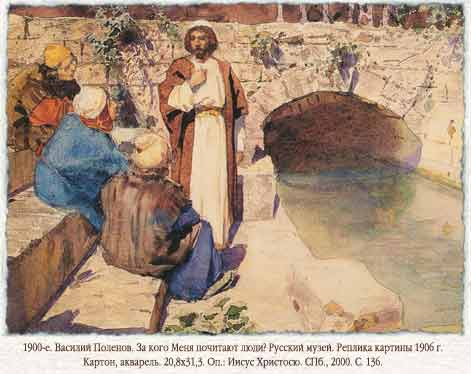 1900-е. Василий Поленов. За кого Меня почитают люди? Русский музей. Реплика картины 1906 г.
Картон, акварель. 20,8х31,3. Оп.: Иисус Христосю. СПб., 2000. С. 136.